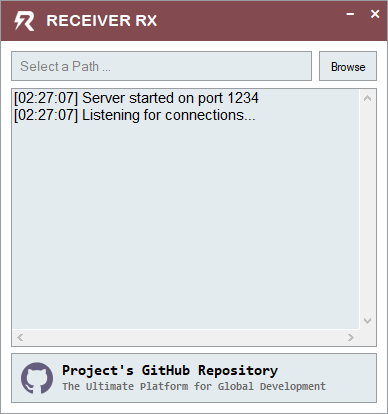 RECEIVER RX
Select a Path ...
Browse
[02:27:07] Server started on port 1234
[02:27:07] Listening for connections...
Project's GitHub Repository
The Ultimate Platform for Global Development